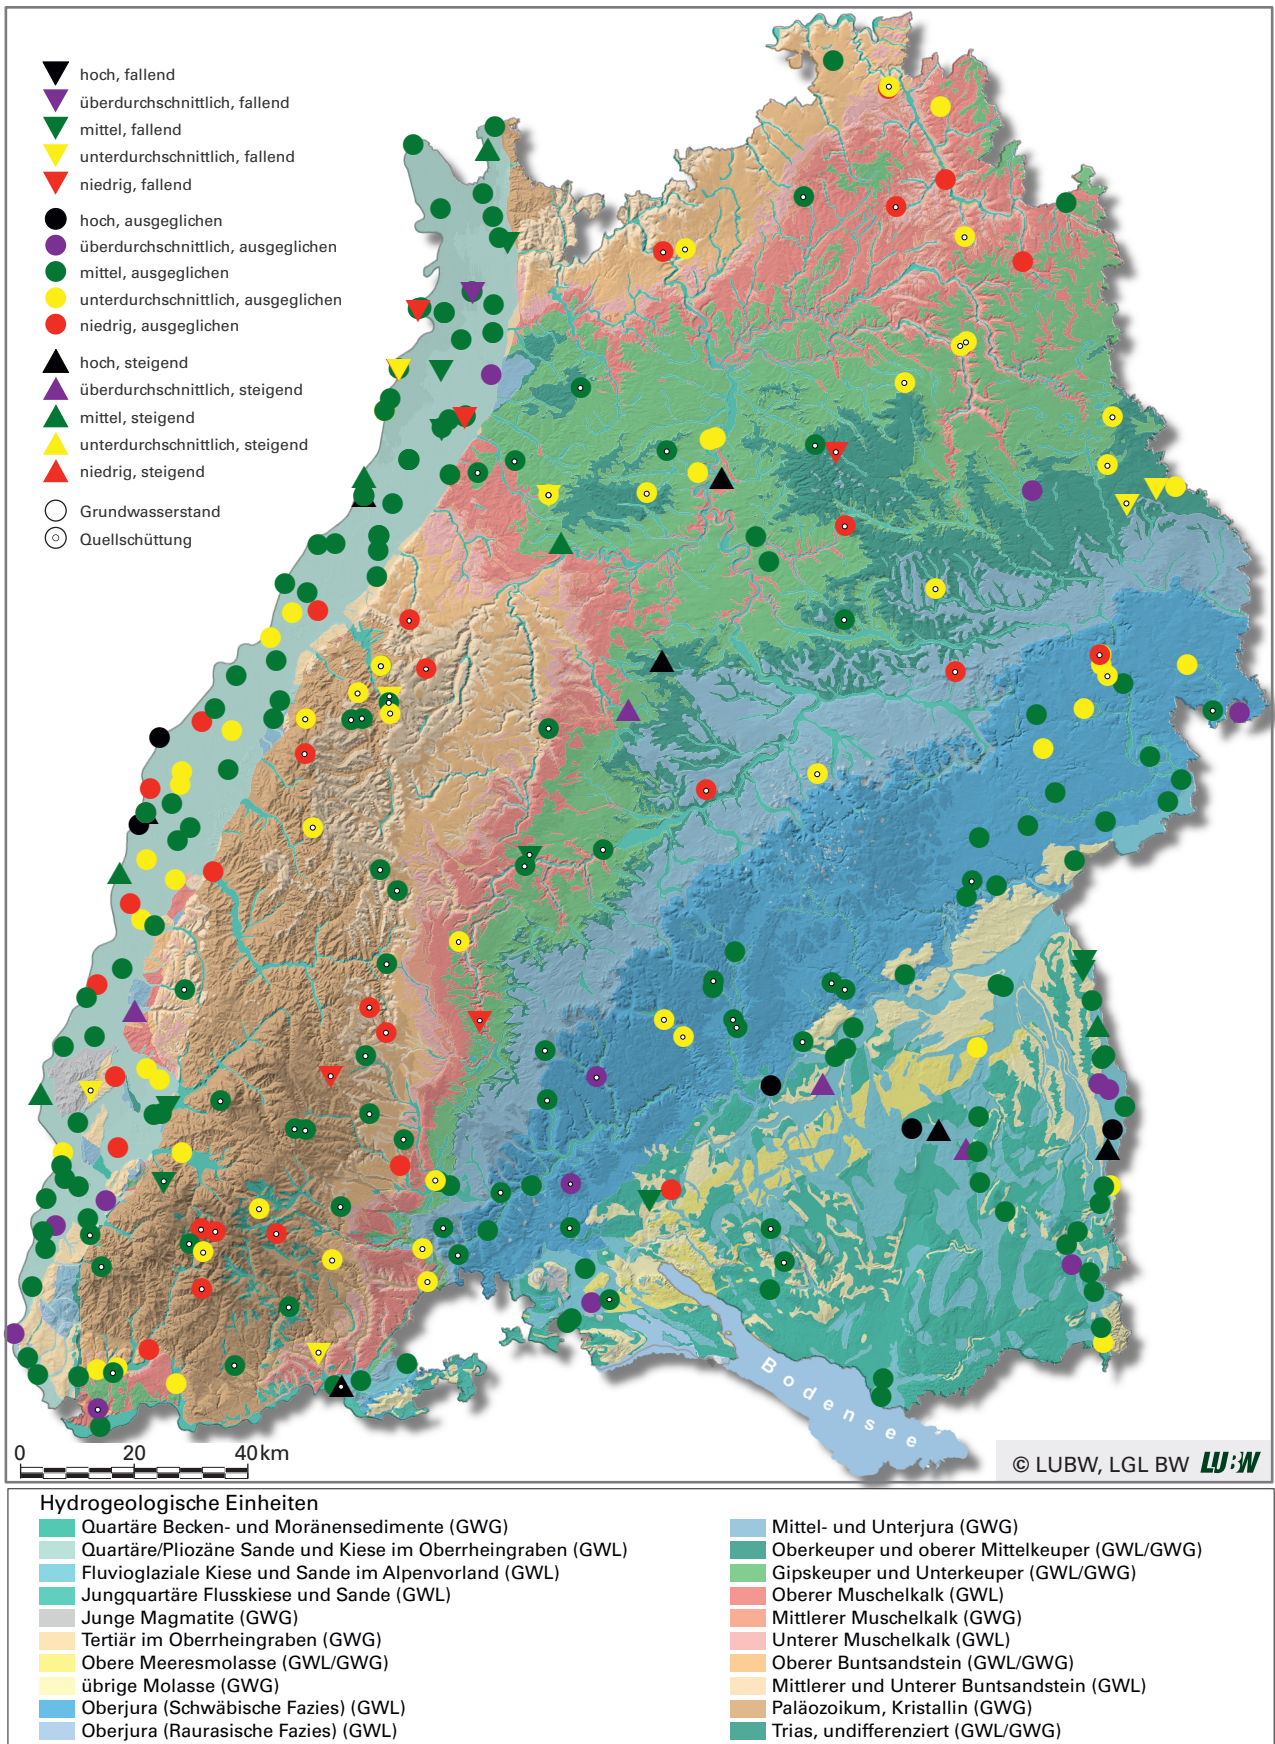 hoch, fallend
überdurchschnittlich, fallend
mittel, fallend
unterdurchschnittlich, fallend
niedrig, fallend
hoch, ausgeglichen
überdurchschnittlich, ausgeglichen
mittel, ausgeglichen
unterdurchschnittlich, ausgeglichen
niedrig, ausgeglichen
hoch, steigend
überdurchschnittlich, steigend
mittel, steigend
unterdurchschnittlich, steigend
niedrig, steigend
Grundwasserstand
Quellschüttung
Bodensee
0 20 40 km
© LUBW, LGL BW LUBW
Hydrogeologische Einheiten
Quartäre Becken- und Moränensedimente (GWG)
Quartäre/Pliozäne Sande und Kiese im Oberrheingraben (GWL)
Fluvioglaziale Kiese und Sande im Alpenvorland (GWL)
Jungquartäre Flusskiese und Sande (GWL)
Junge Magmatite (GWG)
Tertiär im Oberrheingraben (GWG)
Obere Meeresmolasse (GWL/GWG)
übrige Molasse (GWG)
Oberjura (Schwäbische Fazies) (GWL)
Oberjura (Raurasische Fazies) (GWL)
Mittel- und Unterjura (GWG)
Oberkeuper und oberer Mittelkeuper (GWL/GWG)
Gipskeuper und Unterkeuper (GWL/GWG)
Oberer Muschelkalk (GWL)
Mittlerer Muschelkalk (GWG)
Unterer Muschelkalk (GWL)
Oberer Buntsandstein (GWL/GWG)
Mittlerer und Unterer Buntsandstein (GWL)
Paläozoikum, Kristallin (GWG)
Trias, undifferenziert (GWL/GWG)